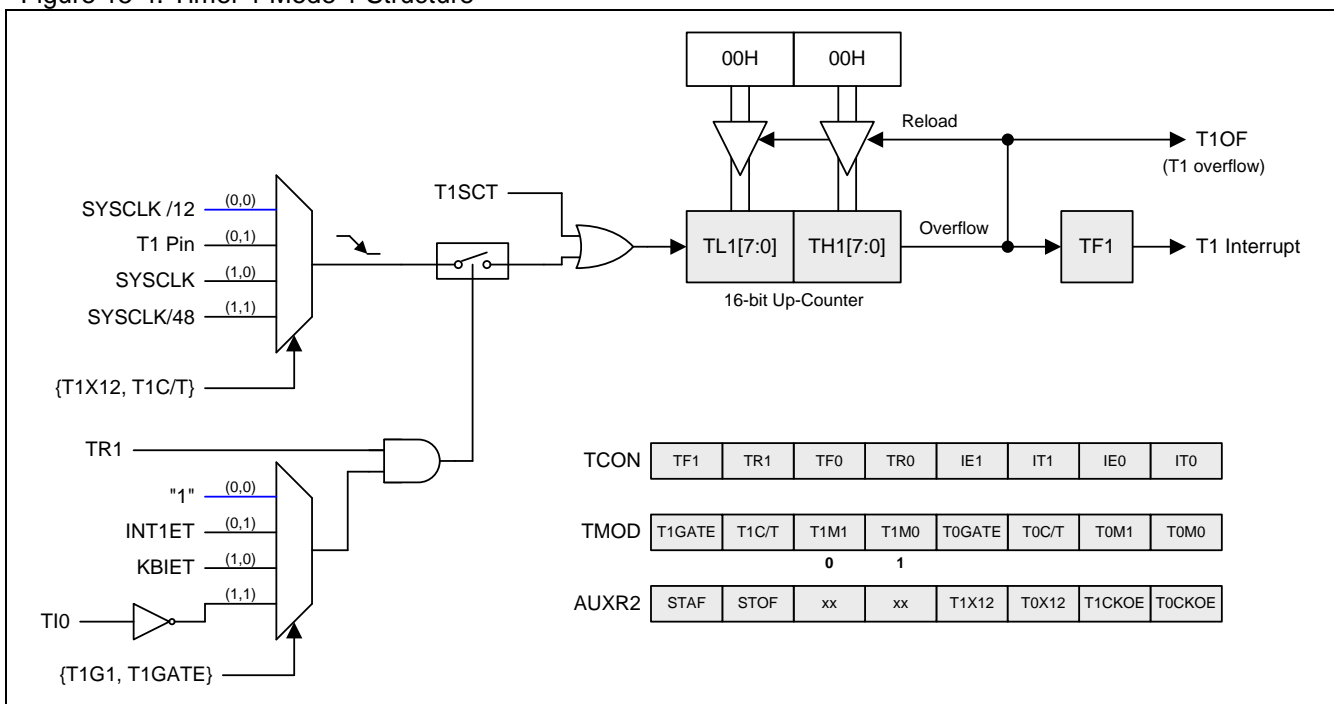 Figure 15-4. Timer 1 Mode 1 Structure
00H 00H
Reload
T1OF
(T1 overflow)
T1SCT
SYSCLK /12 (0,0)
T1 Pin (0,1)
SYSCLK (1,0)
SYSCLK/48 (1,1)
{T1X12, T1C/T}
TL1[7:0] TH1[7:0] Overflow TF1 T1 Interrupt
16-bit Up-Counter
TR1
"1" (0,0)
INT1ET (0,1)
KBIET (1,0)
(1,1)
TI0
{T1G1, T1GATE}
TCON TF1 TR1 TF0 TR0 IE1 IT1 IE0 IT0
TMOD T1GATE T1C/T T1M1 T1M0 T0GATE T0C/T T0M1 T0M0
0 1
AUXR2 STAF STOF xx xx T1X12 T0X12 T1CKOE T0CKOE